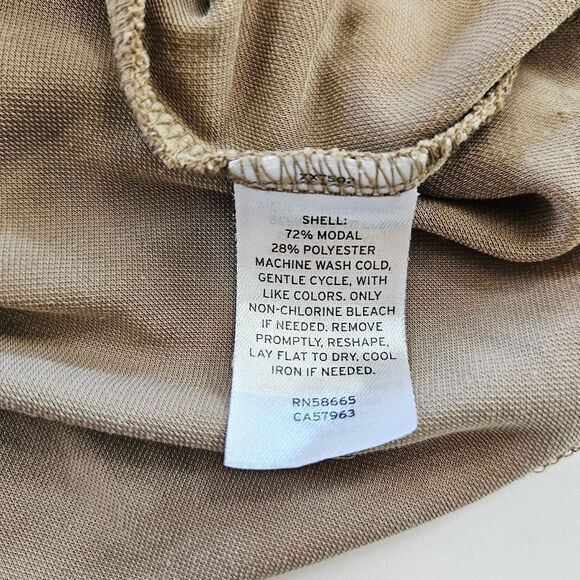 SHELL:
72% MODAL
28% POLYESTER
MACHINE WASH COLD,
GENTLE CYCLE, WITH
LIKE COLORS. ONLY
NON-CHLORINE BLEACH
IF NEEDED. REMOVE
PROMPTLY, RESHAPE,
LAY FLAT TO DRY. COOL
IRON IF NEEDED.
RN58665
CA57963